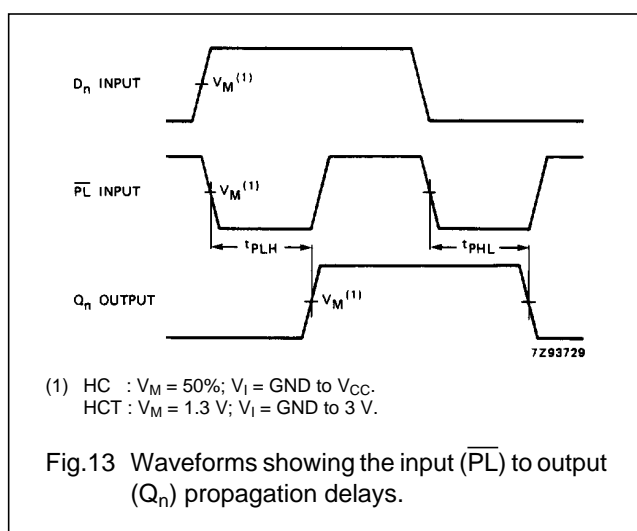 Dn INPUT
VM(1)
PL INPUT
VM(1)
tPLH
tPHL
Qn OUTPUT
VM(1)
7Z93729
(1) HC : VM = 50%; VI = GND to VCC.
HCT : VM = 1.3 V; VI = GND to 3 V.
Fig.13 Waveforms showing the input (PL) to output
(Qn) propagation delays.